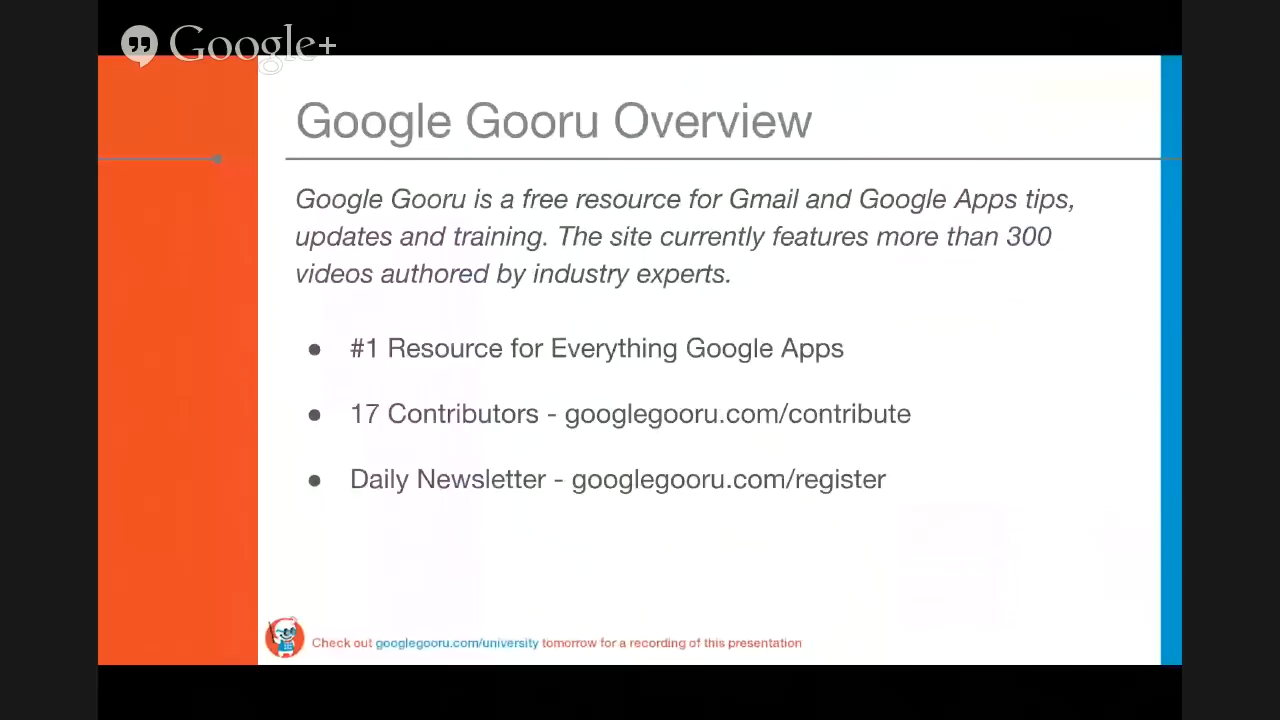 Google+
Google Gooru Overview
Google Gooru is a free resource for Gmail and Google Apps tips,
updates and training. The site currently features more than 300
videos authored by industry experts.
● #1 Resource for Everything Google Apps
● 17 Contributors - googlegooru.com/contribute
● Daily Newsletter - googlegooru.com/register
Check out googlegooru.com/university tomorrow for a recording of this presentation